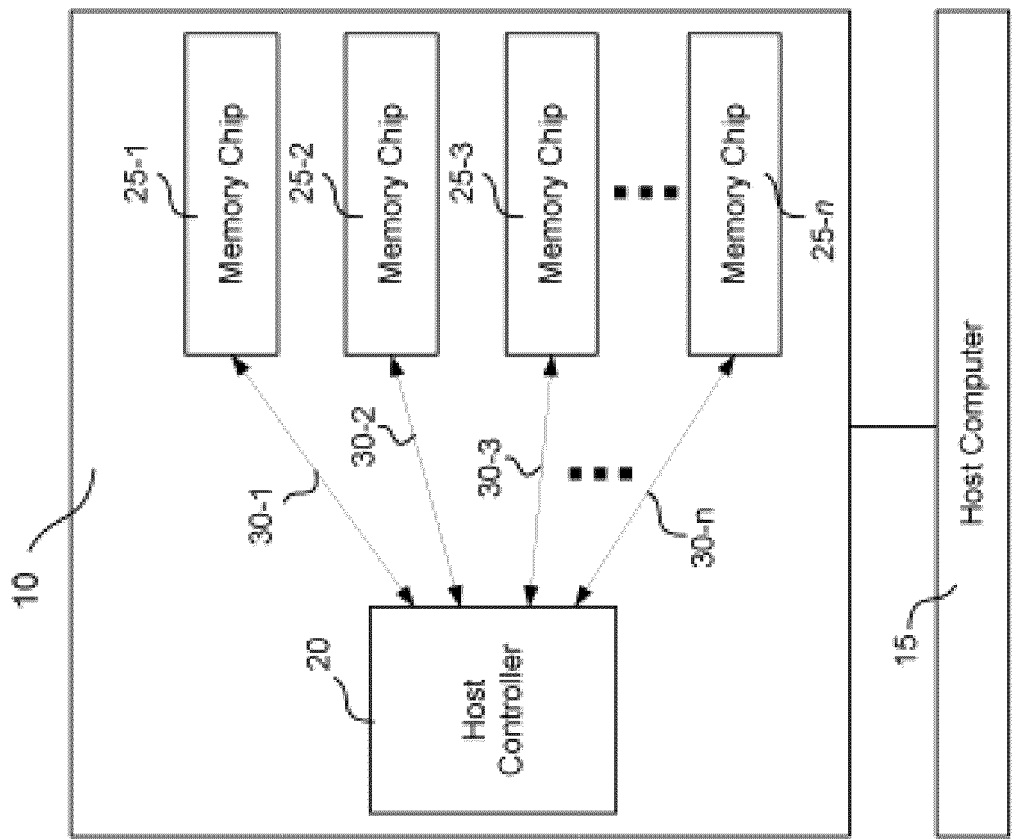 10
25-1
Memory Chip
25-2
Memory Chip
25-3
Memory Chip
25-n
Memory Chip
30-1
30-2
30-3
30-n
20
Host
Controller
15
Host Computer